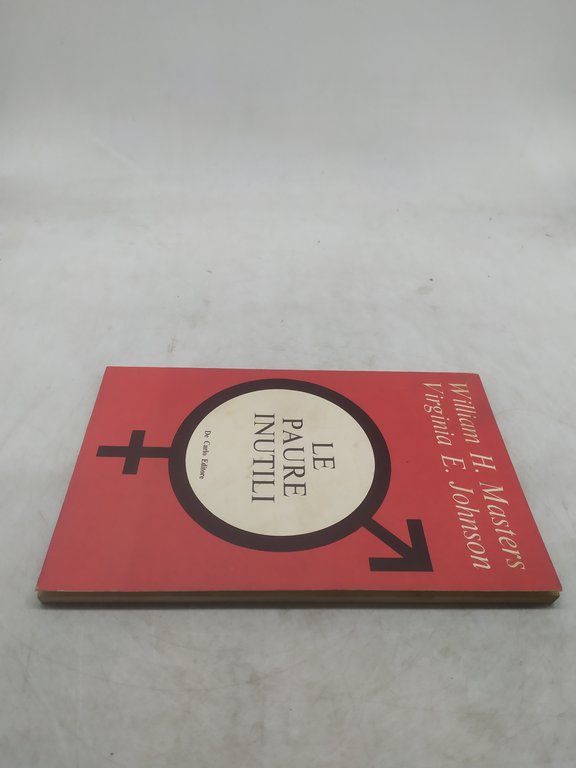 William H. Masters
Virginia E. Johnson
LE
PAURE
INUTILI
De Carlo Editore